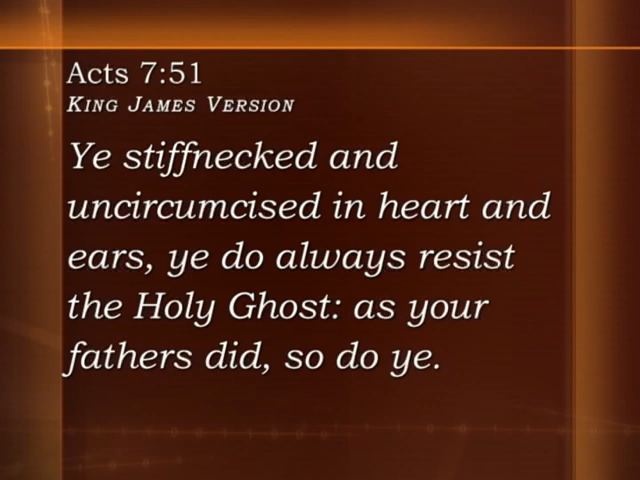 Acts 7:51
King James Version
Ye stiffnecked and
uncircumcised in heart and
ears, ye do always resist
the Holy Ghost: as your
fathers did, so do ye.